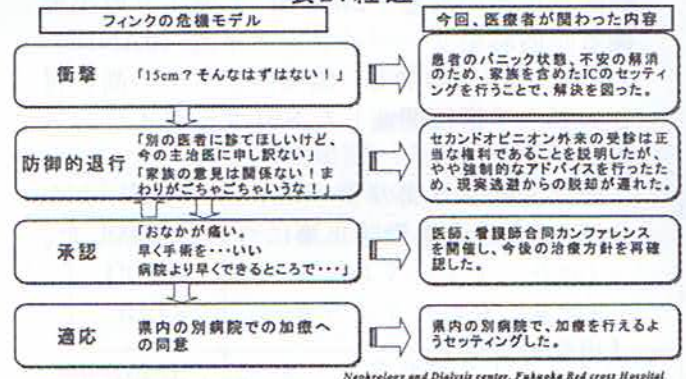 フィンクの危機モデル
今回、医療者が関わった内容
衝撃
「15cm？そんなはずはない！」
患者のパニック状態、不安の解消
のため、家族を含めたICのセッティ
ングを行うことで、解決を図った。
防御的退行
「別の医者に診てほしいけど、
今の主治医に申し訳ない」
「家族の意見は関係ない！ま
わりがごちゃごちゃいうな！」
セカンドオピニオン外来の受診は正
当な権利であることを説明したが、
やや強制的なアドバイスを行ったた
め、現実逃避からの脱却が遅れた。
承認
「おなかが痛い。
早く手術を・・・いい
病院より早くできるところで・・・」
医師、看護師合同カンファレンス
を開催し、今後の治療方針を再確
認した。
適応
県内の別病院での加療へ
の同意
県内の別病院で、加療を行えるよ
うセッティングした。
Nephrology and Dialysis center, Fukuoka Red cross Hospital